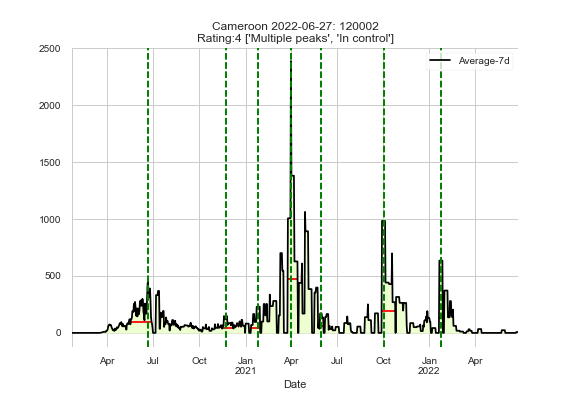 Cameroon 2022-06-27: 120002
Rating:4 ['Multiple peaks', 'In control']
2500
2000
1500
1000
500
0
Average-7d
Apr
Jul
Oct
Jan
2021
Apr
Jul
Oct
Jan
2022
Apr
Date